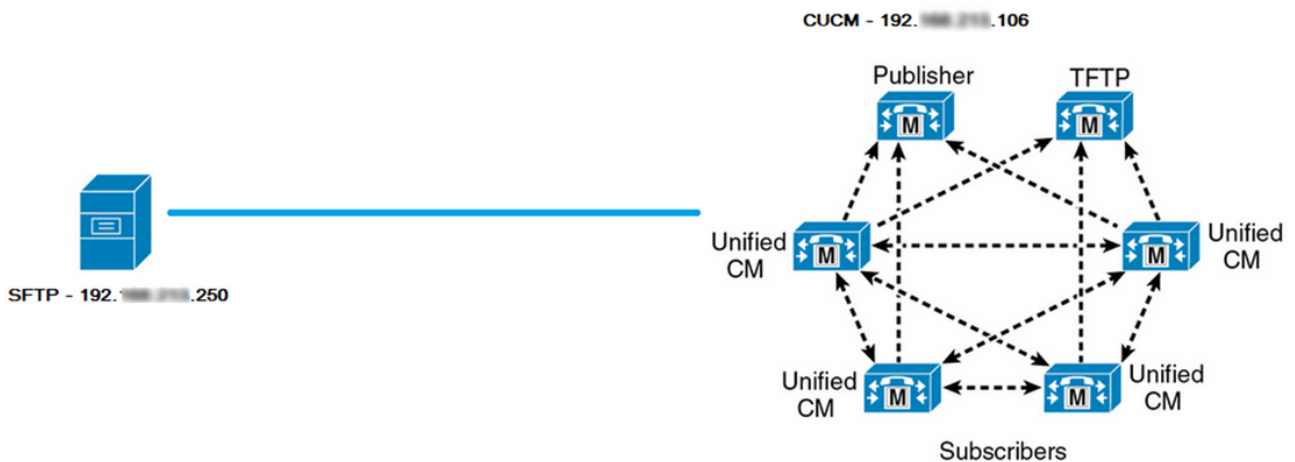 CUCM - 192. .106
Publisher
TFTP
M
M
Unified
CM
M
M
Unified
CM
SFTP - 192. .250
Unified
CM
M
M
Unified
CM
Subscribers